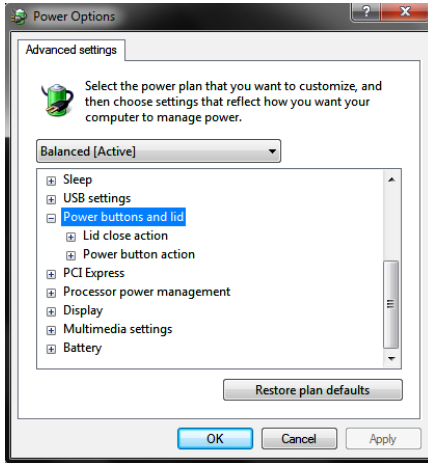 Power Options
Advanced settings
Select the power plan that you want to customize, and
then choose settings that reflect how you want your
computer to manage power.
Balanced [Active]
Sleep
USB settings
Power buttons and lid
Lid close action
Power button action
PCI Express
Processor power management
Display
Multimedia settings
Battery
Restore plan defaults
OK Cancel Apply